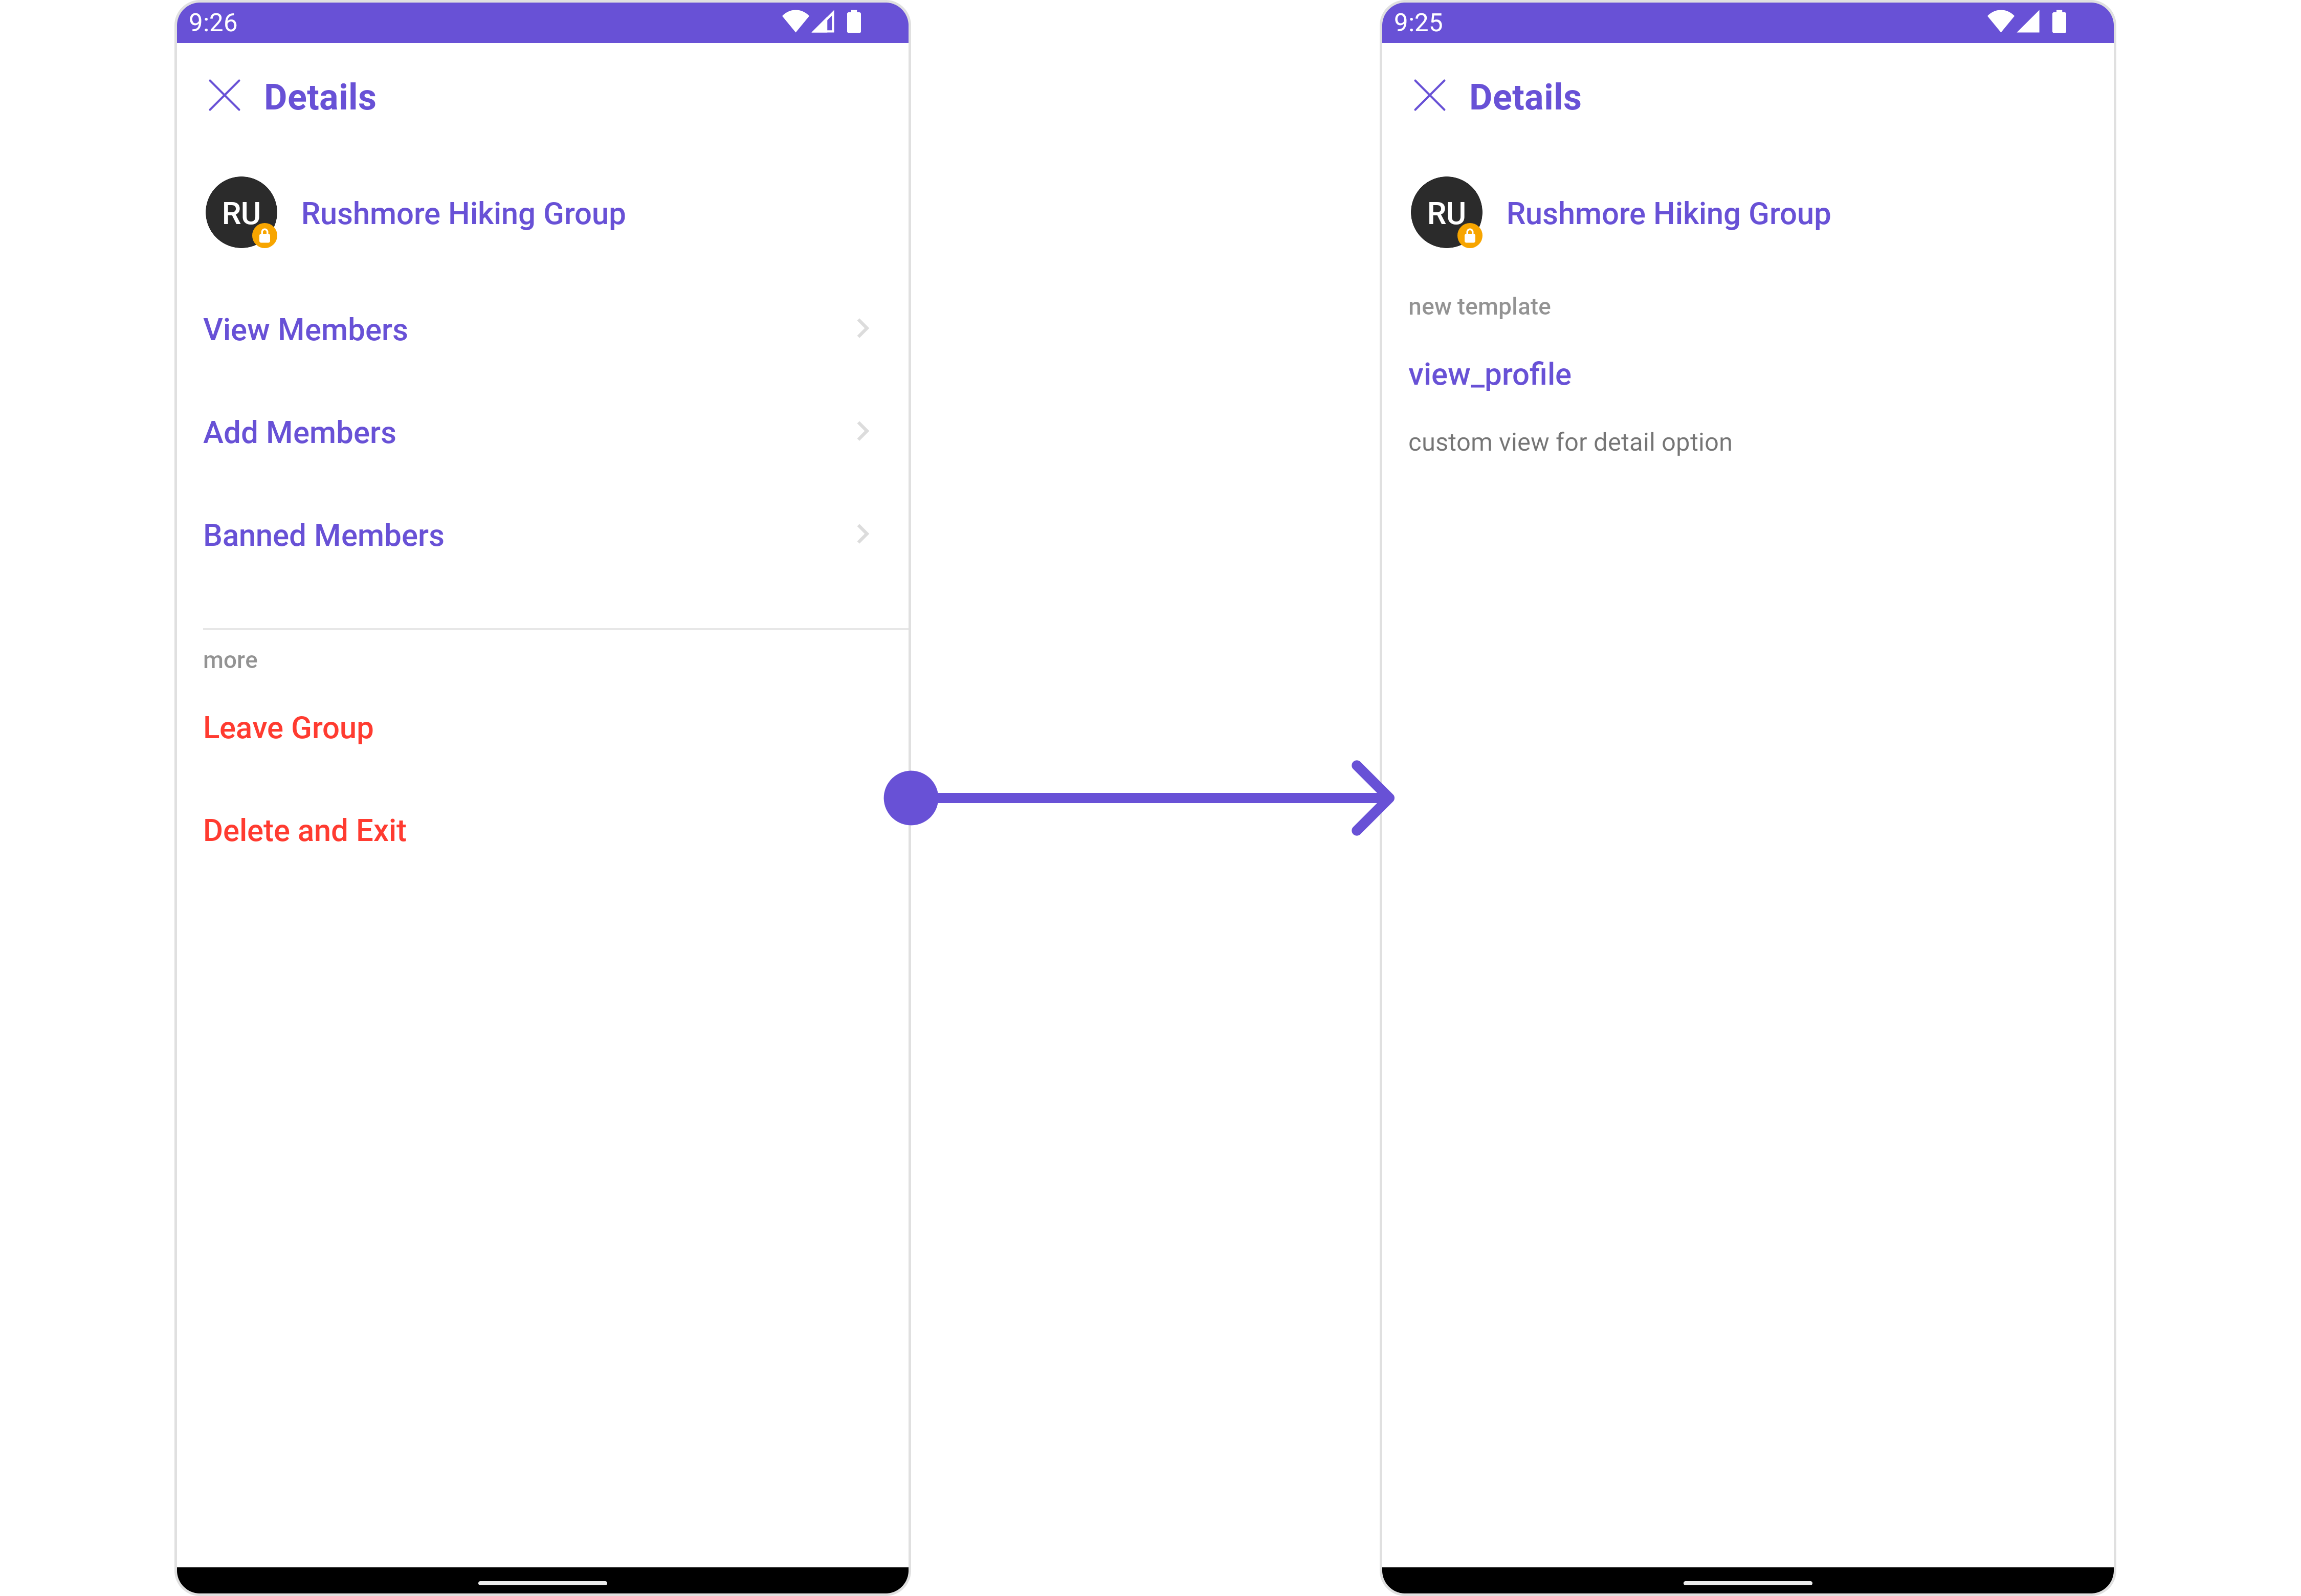 9:26
Details
RU
Rushmore Hiking Group
View Members
Add Members
Banned Members
more
Leave Group
Delete and Exit
9:25
Details
RU
Rushmore Hiking Group
new template
view_profile
custom view for detail option